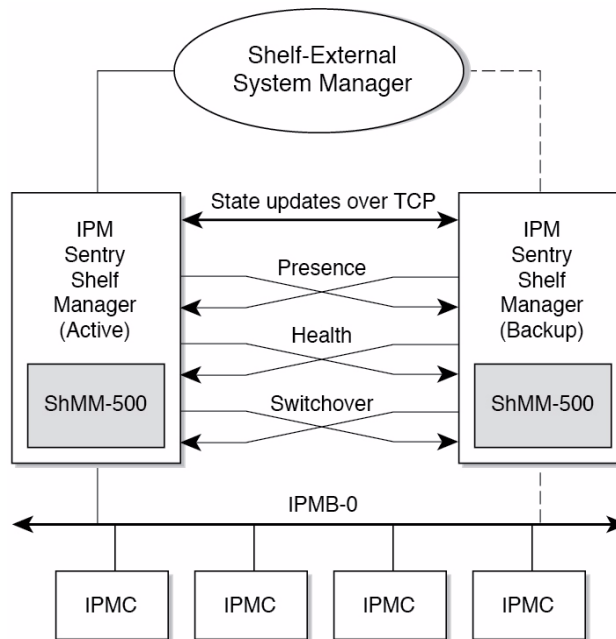 Shelf-External
System Manager
State updates over TCP
IPM
Sentry
Shelf
Manager
(Active)
ShMM-500
Presence
Health
Switchover
IPM
Sentry
Shelf
Manager
(Backup)
ShMM-500
IPMB-0
IPMC
IPMC
IPMC
IPMC